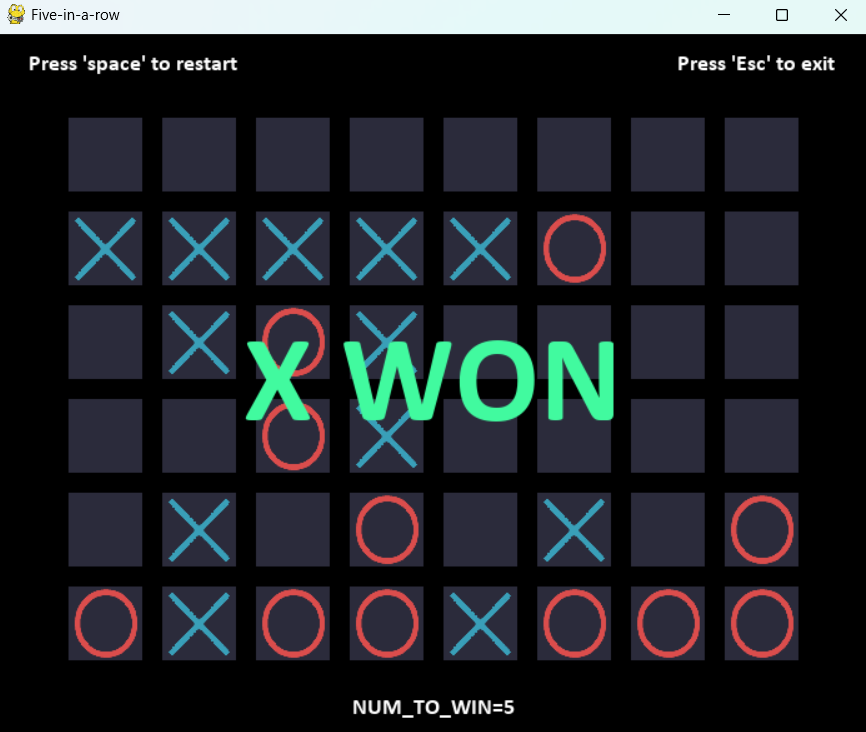 Five-in-a-row
Press 'space' to restart
Press 'Esc' to exit
X WON
NUM_TO_WIN=5